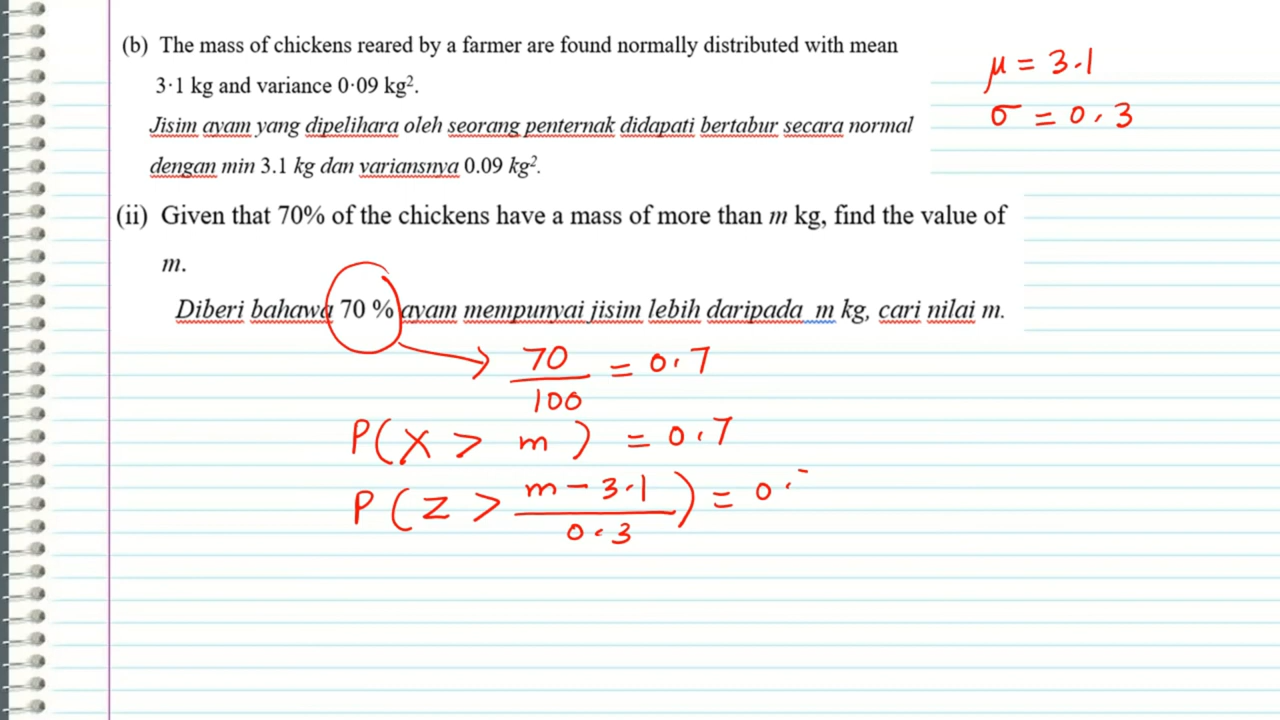 (b) The mass of chickens reared by a farmer are found normally distributed with mean
3·1 kg and variance 0·09 kg².
Jisim ayam yang dipelihara oleh seorang penternak didapati bertabur secara normal
dengan min 3.1 kg dan variansnya 0.09 kg².
μ = 3.1
σ = 0.3
(ii) Given that 70% of the chickens have a mass of more than m kg, find the value of
m.
Diberi bahawa 70 % ayam mempunyai jisim lebih daripada m kg, cari nilai m.
70/100 = 0.7
P(X > m) = 0.7
P(Z > (m - 3.1)/0.3) = 0.